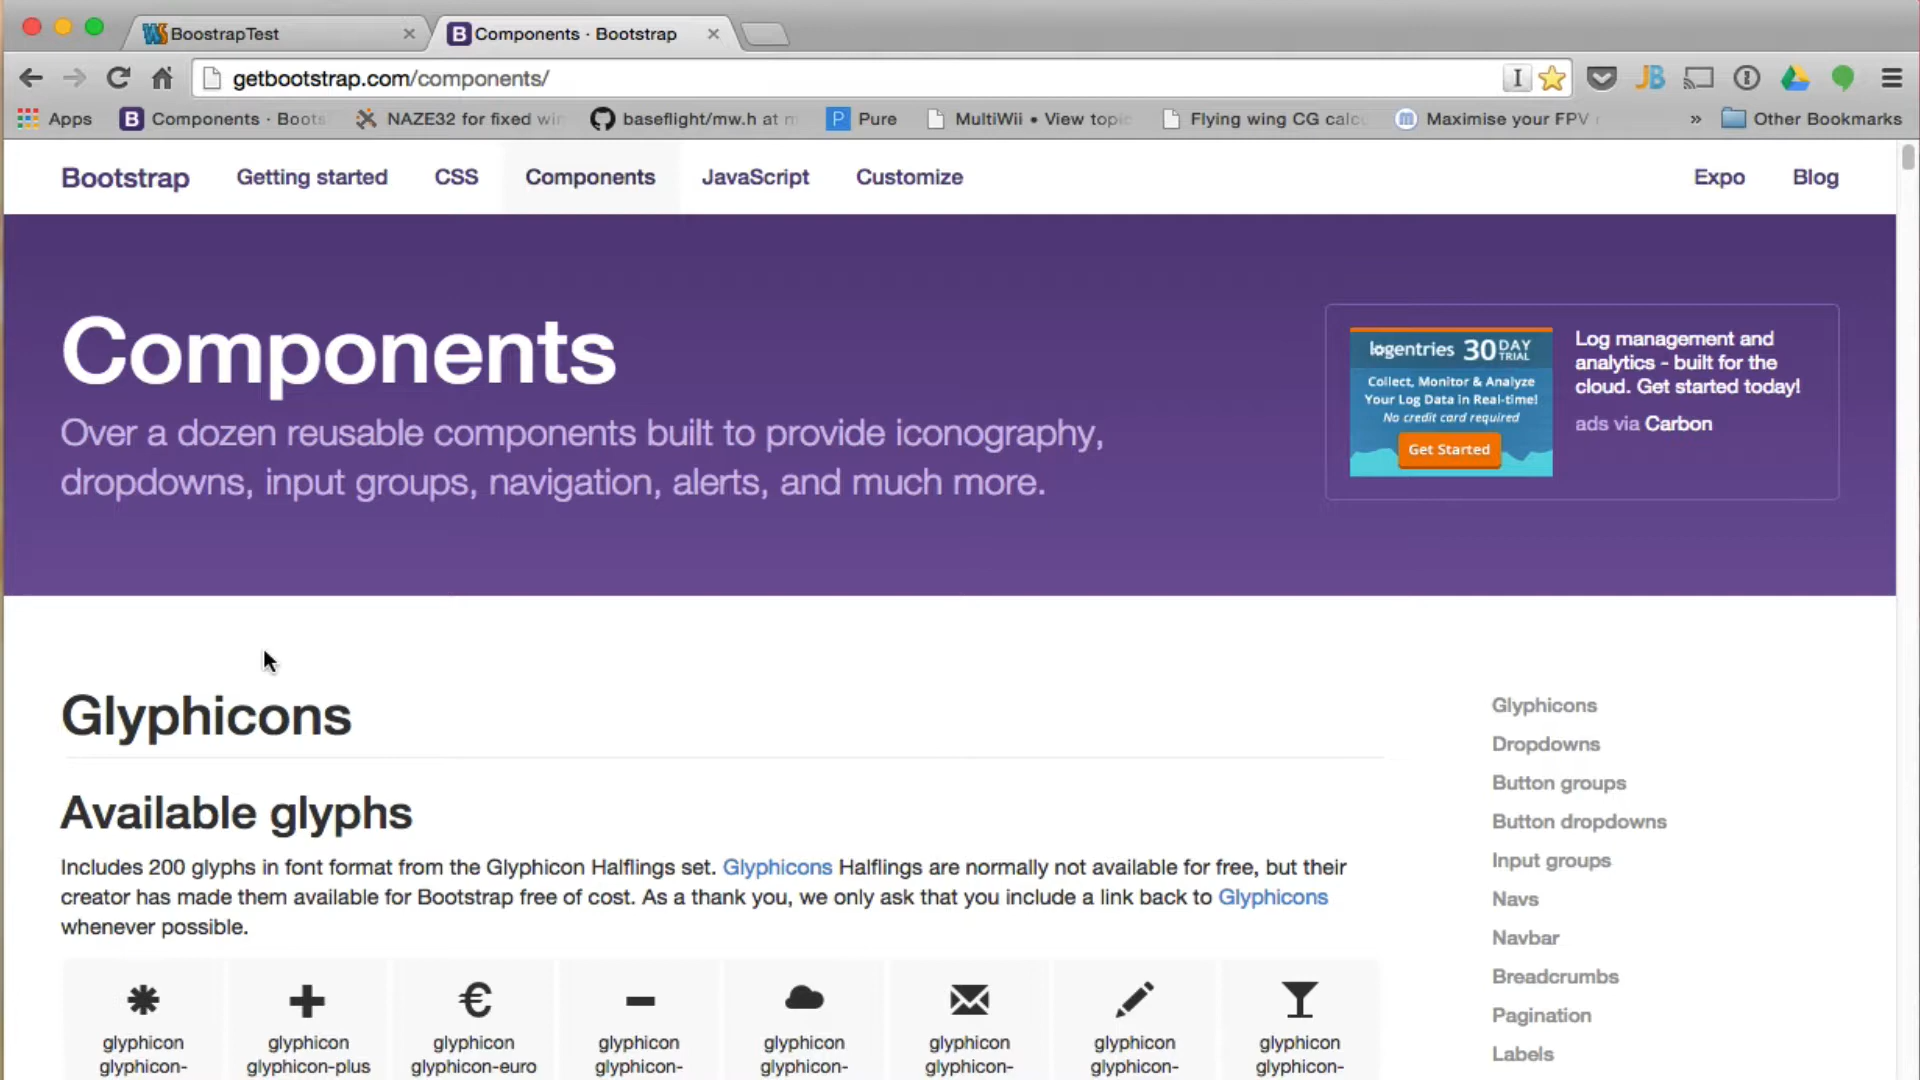 BoostrapTest
Components · Bootstrap
getbootstrap.com/components/
Apps
Components · Boots
NAZE32 for fixed wi
baseflight/mw.h at
Pure
MultiWii • View topi
Flying wing CG calc
Maximise your FPV
» Other Bookmarks
Bootstrap Getting started CSS Components JavaScript Customize Expo Blog
Components
Over a dozen reusable components built to provide iconography,
dropdowns, input groups, navigation, alerts, and much more.
logentries 30 DAY TRIAL
Collect, Monitor & Analyze
Your Log Data in Real-time!
No credit card required
Get Started
Log management and
analytics - built for the
cloud. Get started today!
ads via Carbon
Glyphicons
Available glyphs
Includes 200 glyphs in font format from the Glyphicon Halflings set. Glyphicons Halflings are normally not available for free, but their
creator has made them available for Bootstrap free of cost. As a thank you, we only ask that you include a link back to Glyphicons
whenever possible.
glyphicon glyphicon glyphicon glyphicon glyphicon glyphicon glyphicon glyphicon
glyphicon- glyphicon-plus glyphicon-euro glyphicon- glyphicon- glyphicon- glyphicon- glyphicon-
Glyphicons
Dropdowns
Button groups
Button dropdowns
Input groups
Navs
Navbar
Breadcrumbs
Pagination
Labels